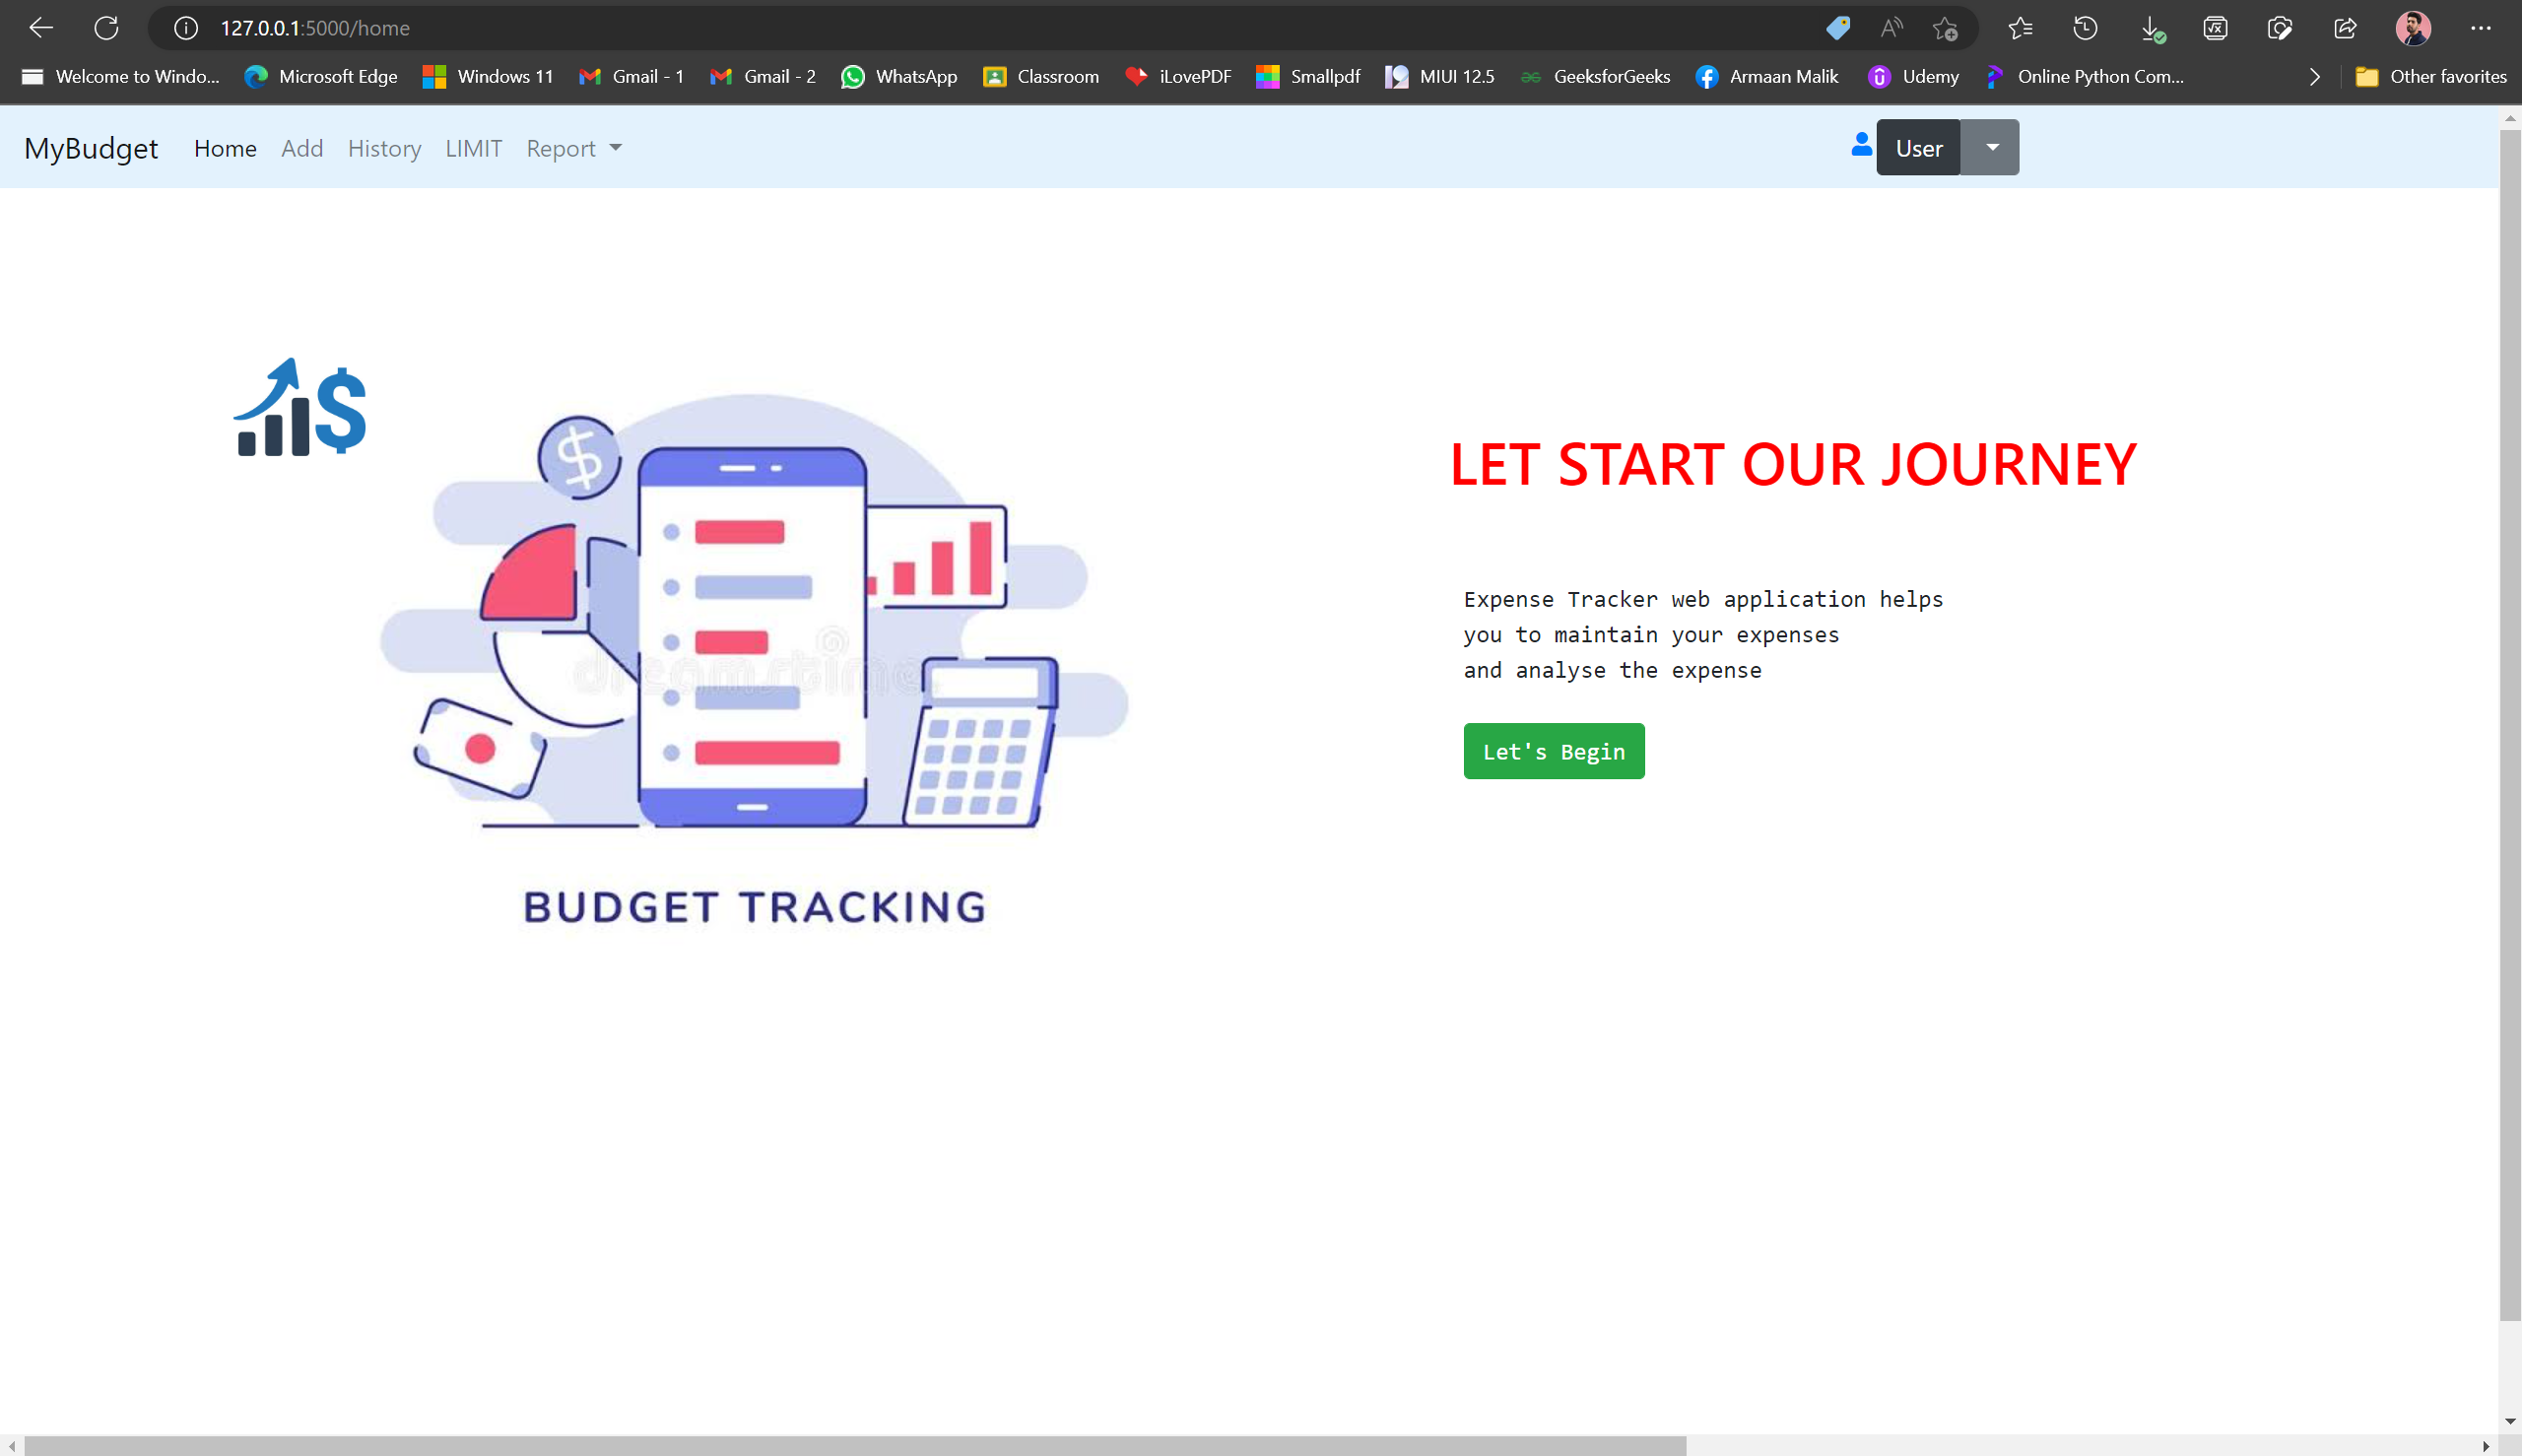 127.0.0.1:5000/home
Welcome to Windo... Microsoft Edge Windows 11 Gmail - 1 Gmail - 2 WhatsApp Classroom iLovePDF Smallpdf MIUI 12.5 GeeksforGeeks Armaan Malik Udemy Online Python Com... Other favorites
MyBudget Home Add History LIMIT Report User
LET START OUR JOURNEY
Expense Tracker web application helps
you to maintain your expenses
and analyse the expense
Let's Begin
dreamstime
BUDGET TRACKING